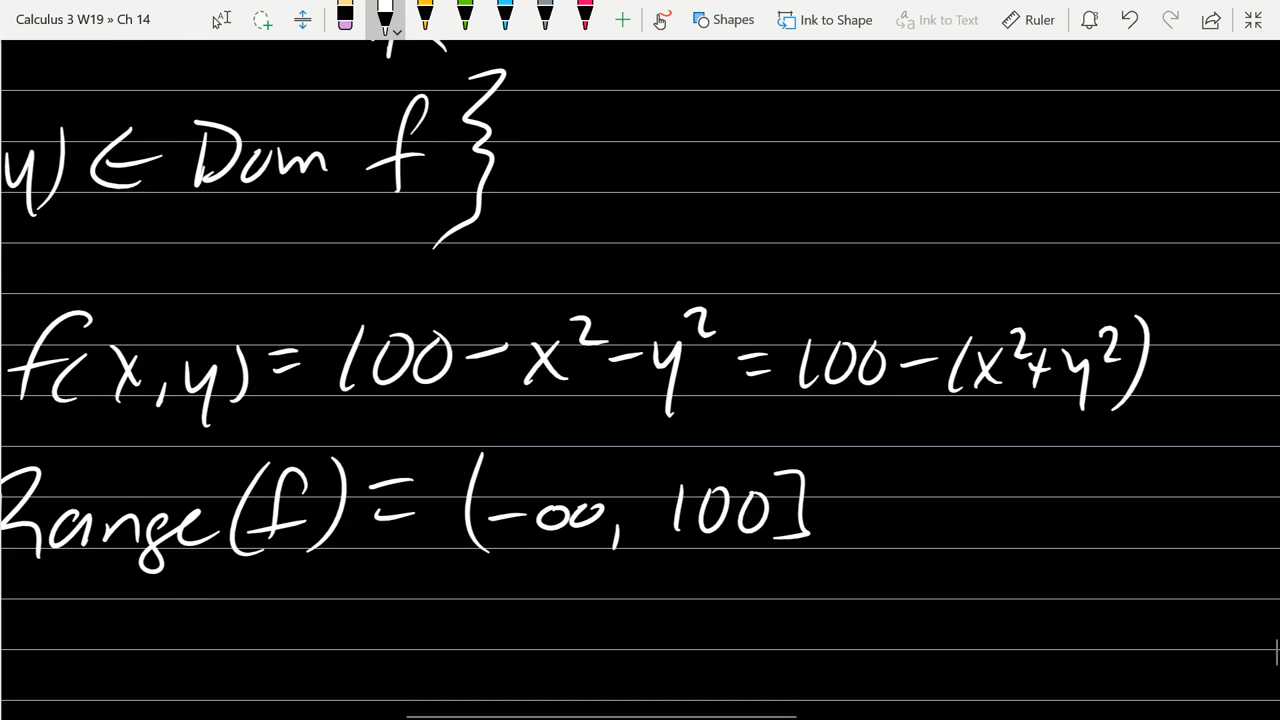 Calculus 3 W19 » Ch 14
Shapes
Ink to Shape
Ink to Text
Ruler
y) ∈ Dom f }
f(x,y) = 100 - x² - y² = 100 - (x² + y²)
Range(f) = (-∞, 100]